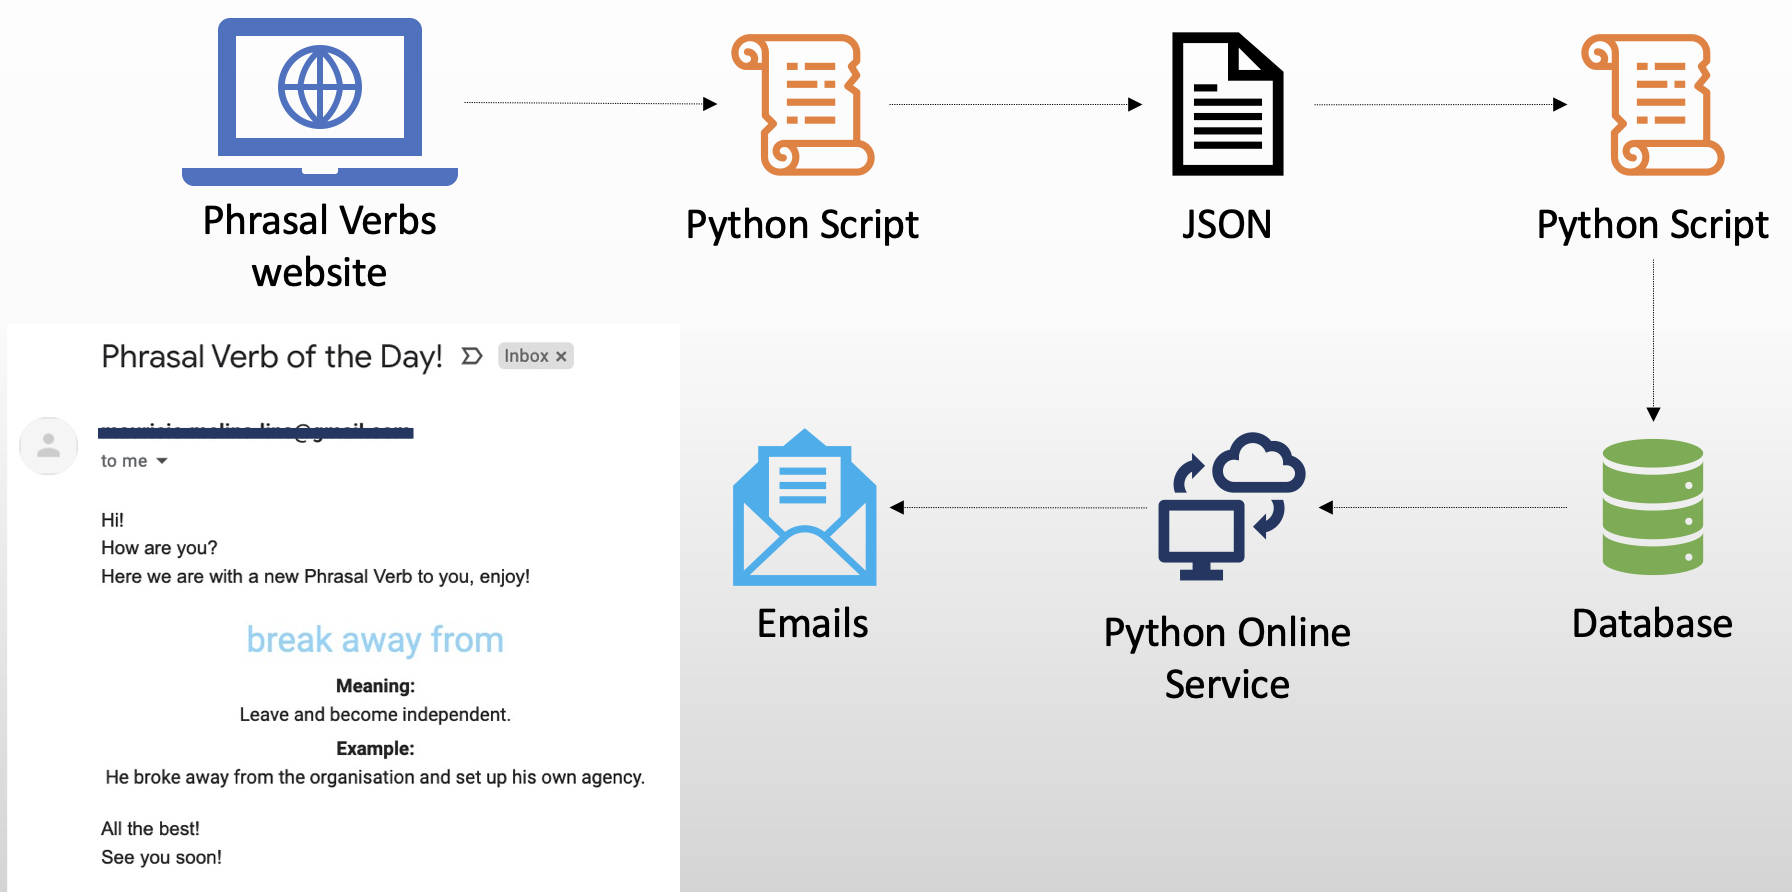 Phrasal Verbs
website
Python Script
JSON
Python Script
Phrasal Verb of the Day!
Inbox x
to me
Hi!
How are you?
Here we are with a new Phrasal Verb to you, enjoy!
break away from
Meaning:
Leave and become independent.
Example:
He broke away from the organisation and set up his own agency.
All the best!
See you soon!
Emails
Python Online
Service
Database